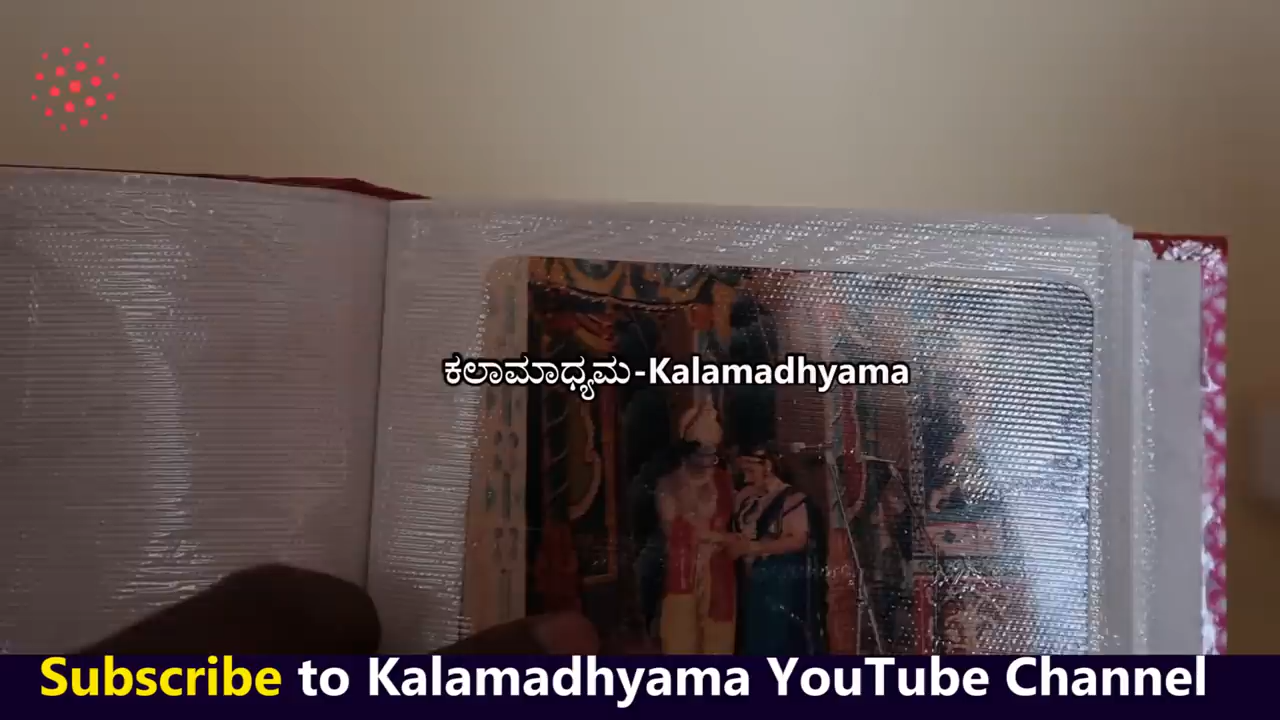 ಕಲಾಮಾಧ್ಯಮ-Kalamadhyama
Subscribe to Kalamadhyama YouTube Channel